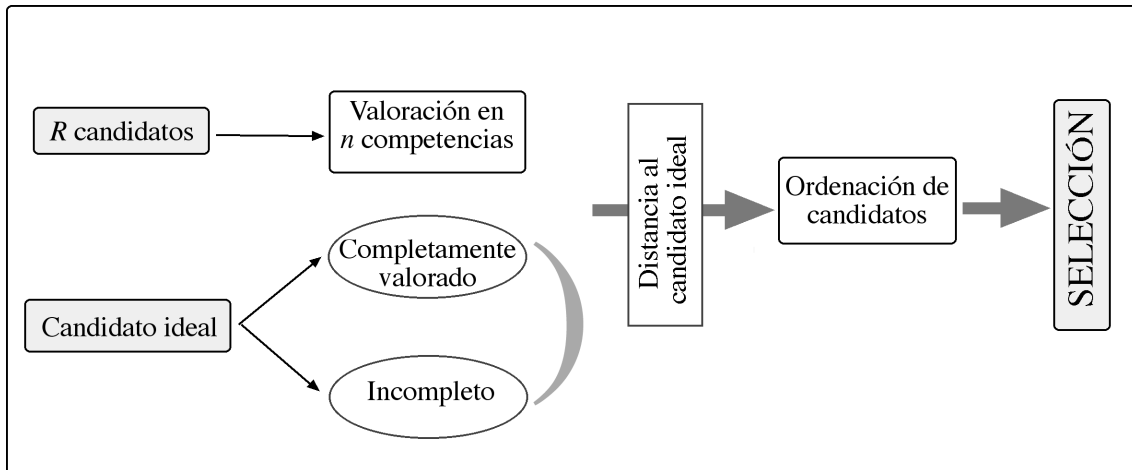 R candidatos
Valoración en
n competencias
Candidato ideal
Completamente
valorado
Incompleto
Distancia al
candidato ideal
Ordenación de
candidatos
SELECCIÓN